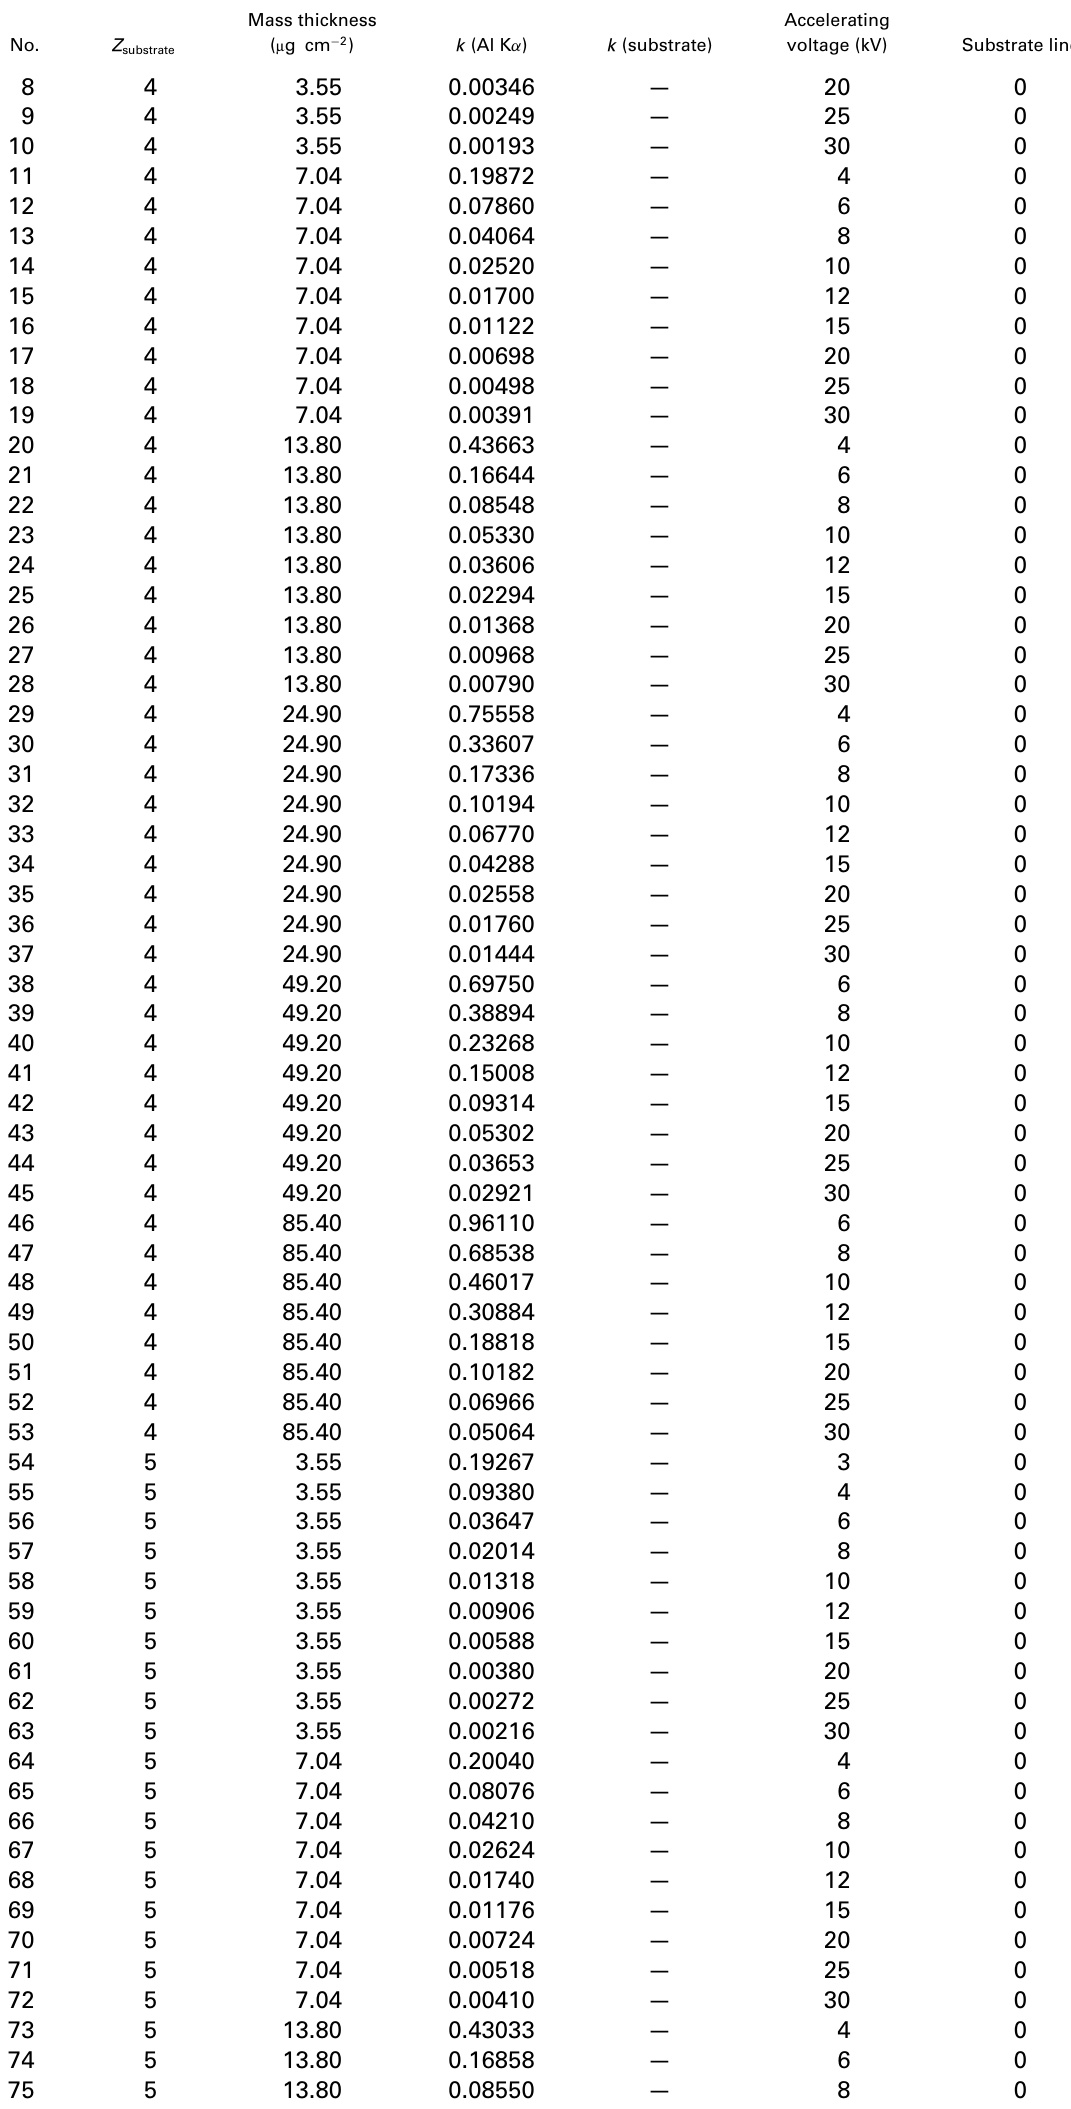 Mass thickness Accelerating
No. Zsubstrate (μg cm−2) k (Al Kα) k (substrate) voltage (kV) Substrate lin
8 4 3.55 0.00346 — 20 0
9 4 3.55 0.00249 — 25 0
10 4 3.55 0.00193 — 30 0
11 4 7.04 0.19872 — 4 0
12 4 7.04 0.07860 — 6 0
13 4 7.04 0.04064 — 8 0
14 4 7.04 0.02520 — 10 0
15 4 7.04 0.01700 — 12 0
16 4 7.04 0.01122 — 15 0
17 4 7.04 0.00698 — 20 0
18 4 7.04 0.00498 — 25 0
19 4 7.04 0.00391 — 30 0
20 4 13.80 0.43663 — 4 0
21 4 13.80 0.16644 — 6 0
22 4 13.80 0.08548 — 8 0
23 4 13.80 0.05330 — 10 0
24 4 13.80 0.03606 — 12 0
25 4 13.80 0.02294 — 15 0
26 4 13.80 0.01368 — 20 0
27 4 13.80 0.00968 — 25 0
28 4 13.80 0.00790 — 30 0
29 4 24.90 0.75558 — 4 0
30 4 24.90 0.33607 — 6 0
31 4 24.90 0.17336 — 8 0
32 4 24.90 0.10194 — 10 0
33 4 24.90 0.06770 — 12 0
34 4 24.90 0.04288 — 15 0
35 4 24.90 0.02558 — 20 0
36 4 24.90 0.01760 — 25 0
37 4 24.90 0.01444 — 30 0
38 4 49.20 0.69750 — 6 0
39 4 49.20 0.38894 — 8 0
40 4 49.20 0.23268 — 10 0
41 4 49.20 0.15008 — 12 0
42 4 49.20 0.09314 — 15 0
43 4 49.20 0.05302 — 20 0
44 4 49.20 0.03653 — 25 0
45 4 49.20 0.02921 — 30 0
46 4 85.40 0.96110 — 6 0
47 4 85.40 0.68538 — 8 0
48 4 85.40 0.46017 — 10 0
49 4 85.40 0.30884 — 12 0
50 4 85.40 0.18818 — 15 0
51 4 85.40 0.10182 — 20 0
52 4 85.40 0.06966 — 25 0
53 4 85.40 0.05064 — 30 0
54 5 3.55 0.19267 — 3 0
55 5 3.55 0.09380 — 4 0
56 5 3.55 0.03647 — 6 0
57 5 3.55 0.02014 — 8 0
58 5 3.55 0.01318 — 10 0
59 5 3.55 0.00906 — 12 0
60 5 3.55 0.00588 — 15 0
61 5 3.55 0.00380 — 20 0
62 5 3.55 0.00272 — 25 0
63 5 3.55 0.00216 — 30 0
64 5 7.04 0.20040 — 4 0
65 5 7.04 0.08076 — 6 0
66 5 7.04 0.04210 — 8 0
67 5 7.04 0.02624 — 10 0
68 5 7.04 0.01740 — 12 0
69 5 7.04 0.01176 — 15 0
70 5 7.04 0.00724 — 20 0
71 5 7.04 0.00518 — 25 0
72 5 7.04 0.00410 — 30 0
73 5 13.80 0.43033 — 4 0
74 5 13.80 0.16858 — 6 0
75 5 13.80 0.08550 — 8 0